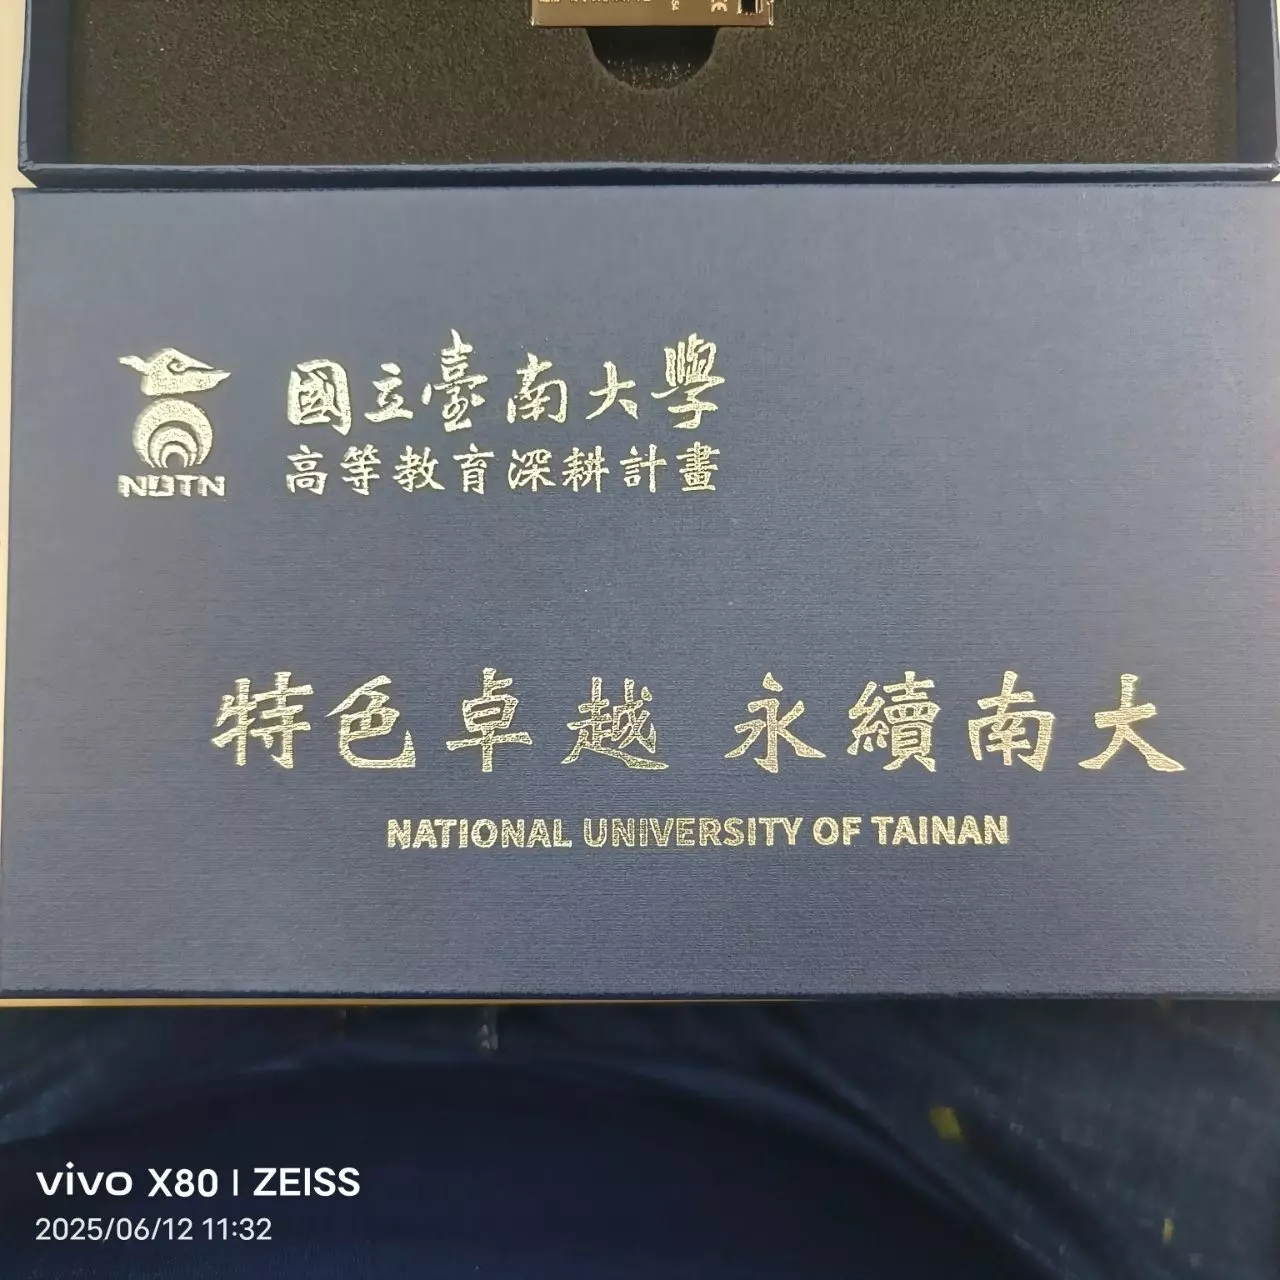 國立臺南大學
高等教育深耕計畫
NUTN
特色卓越 永續南大
NATIONAL UNIVERSITY OF TAINAN
vivo X80 | ZEISS
2025/06/12 11:32